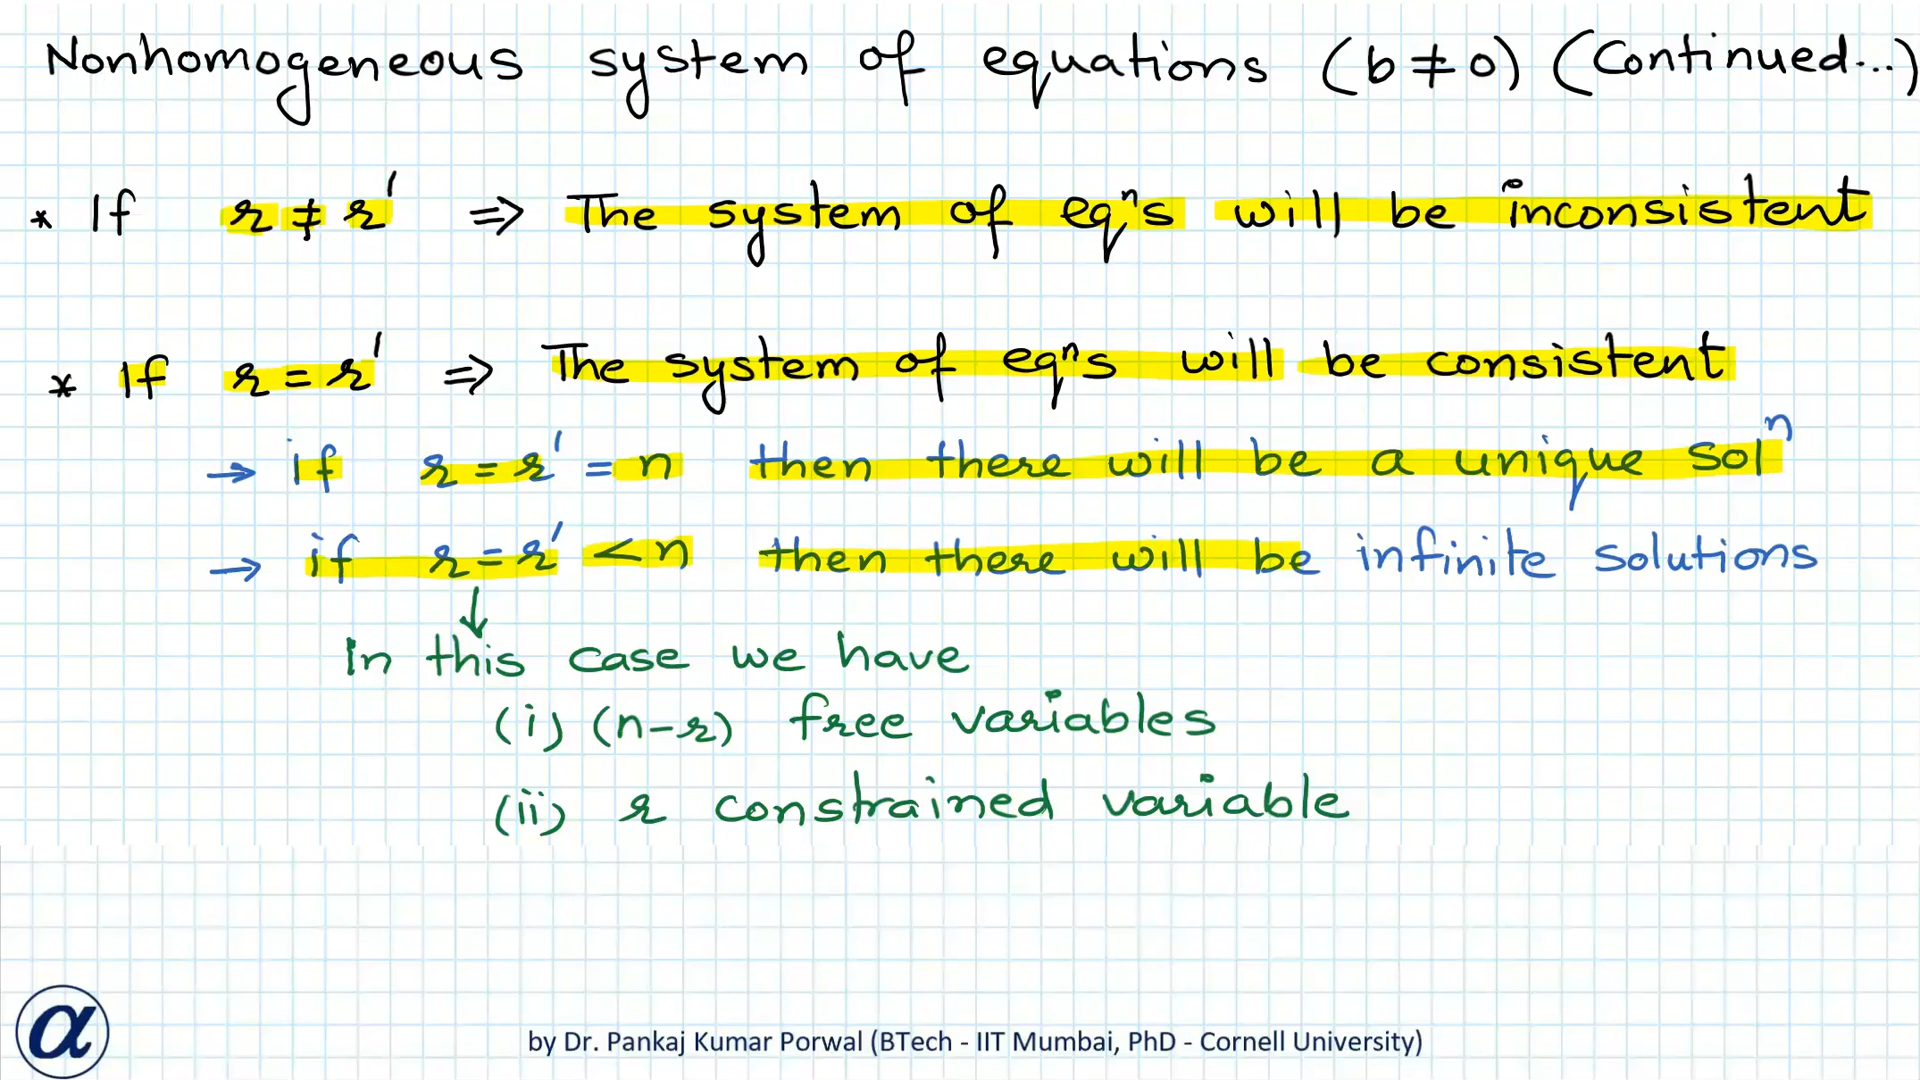 Nonhomogeneous system of equations (b≠0) (Continued...)
* If r ≠ r' ⇒ The system of eqⁿs will be inconsistent
* If r = r' ⇒ The system of eqⁿs will be consistent
→ if r = r' = n then there will be a unique solⁿ
→ if r = r' < n then there will be infinite solutions
↓
In this case we have
(i) (n-r) free variables
(ii) r constrained variable
α
by Dr. Pankaj Kumar Porwal (BTech - IIT Mumbai, PhD - Cornell University)